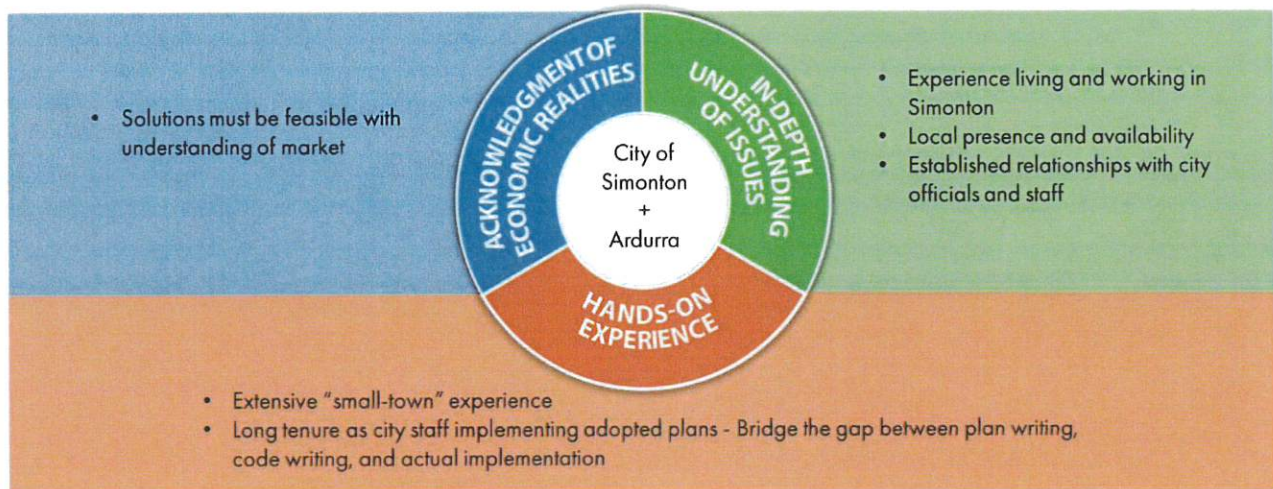 ACKNOWLEDGMENT OF
ECONOMIC REALITIES
• Solutions must be feasible with
understanding of market
City of
Simonton
+
Ardurra
IN-DEPTH
UNDERSTANDING
OF ISSUES
• Experience living and working in
Simonton
• Local presence and availability
• Established relationships with city
officials and staff
HANDS-ON
EXPERIENCE
• Extensive “small-town” experience
• Long tenure as city staff implementing adopted plans - Bridge the gap between plan writing,
code writing, and actual implementation